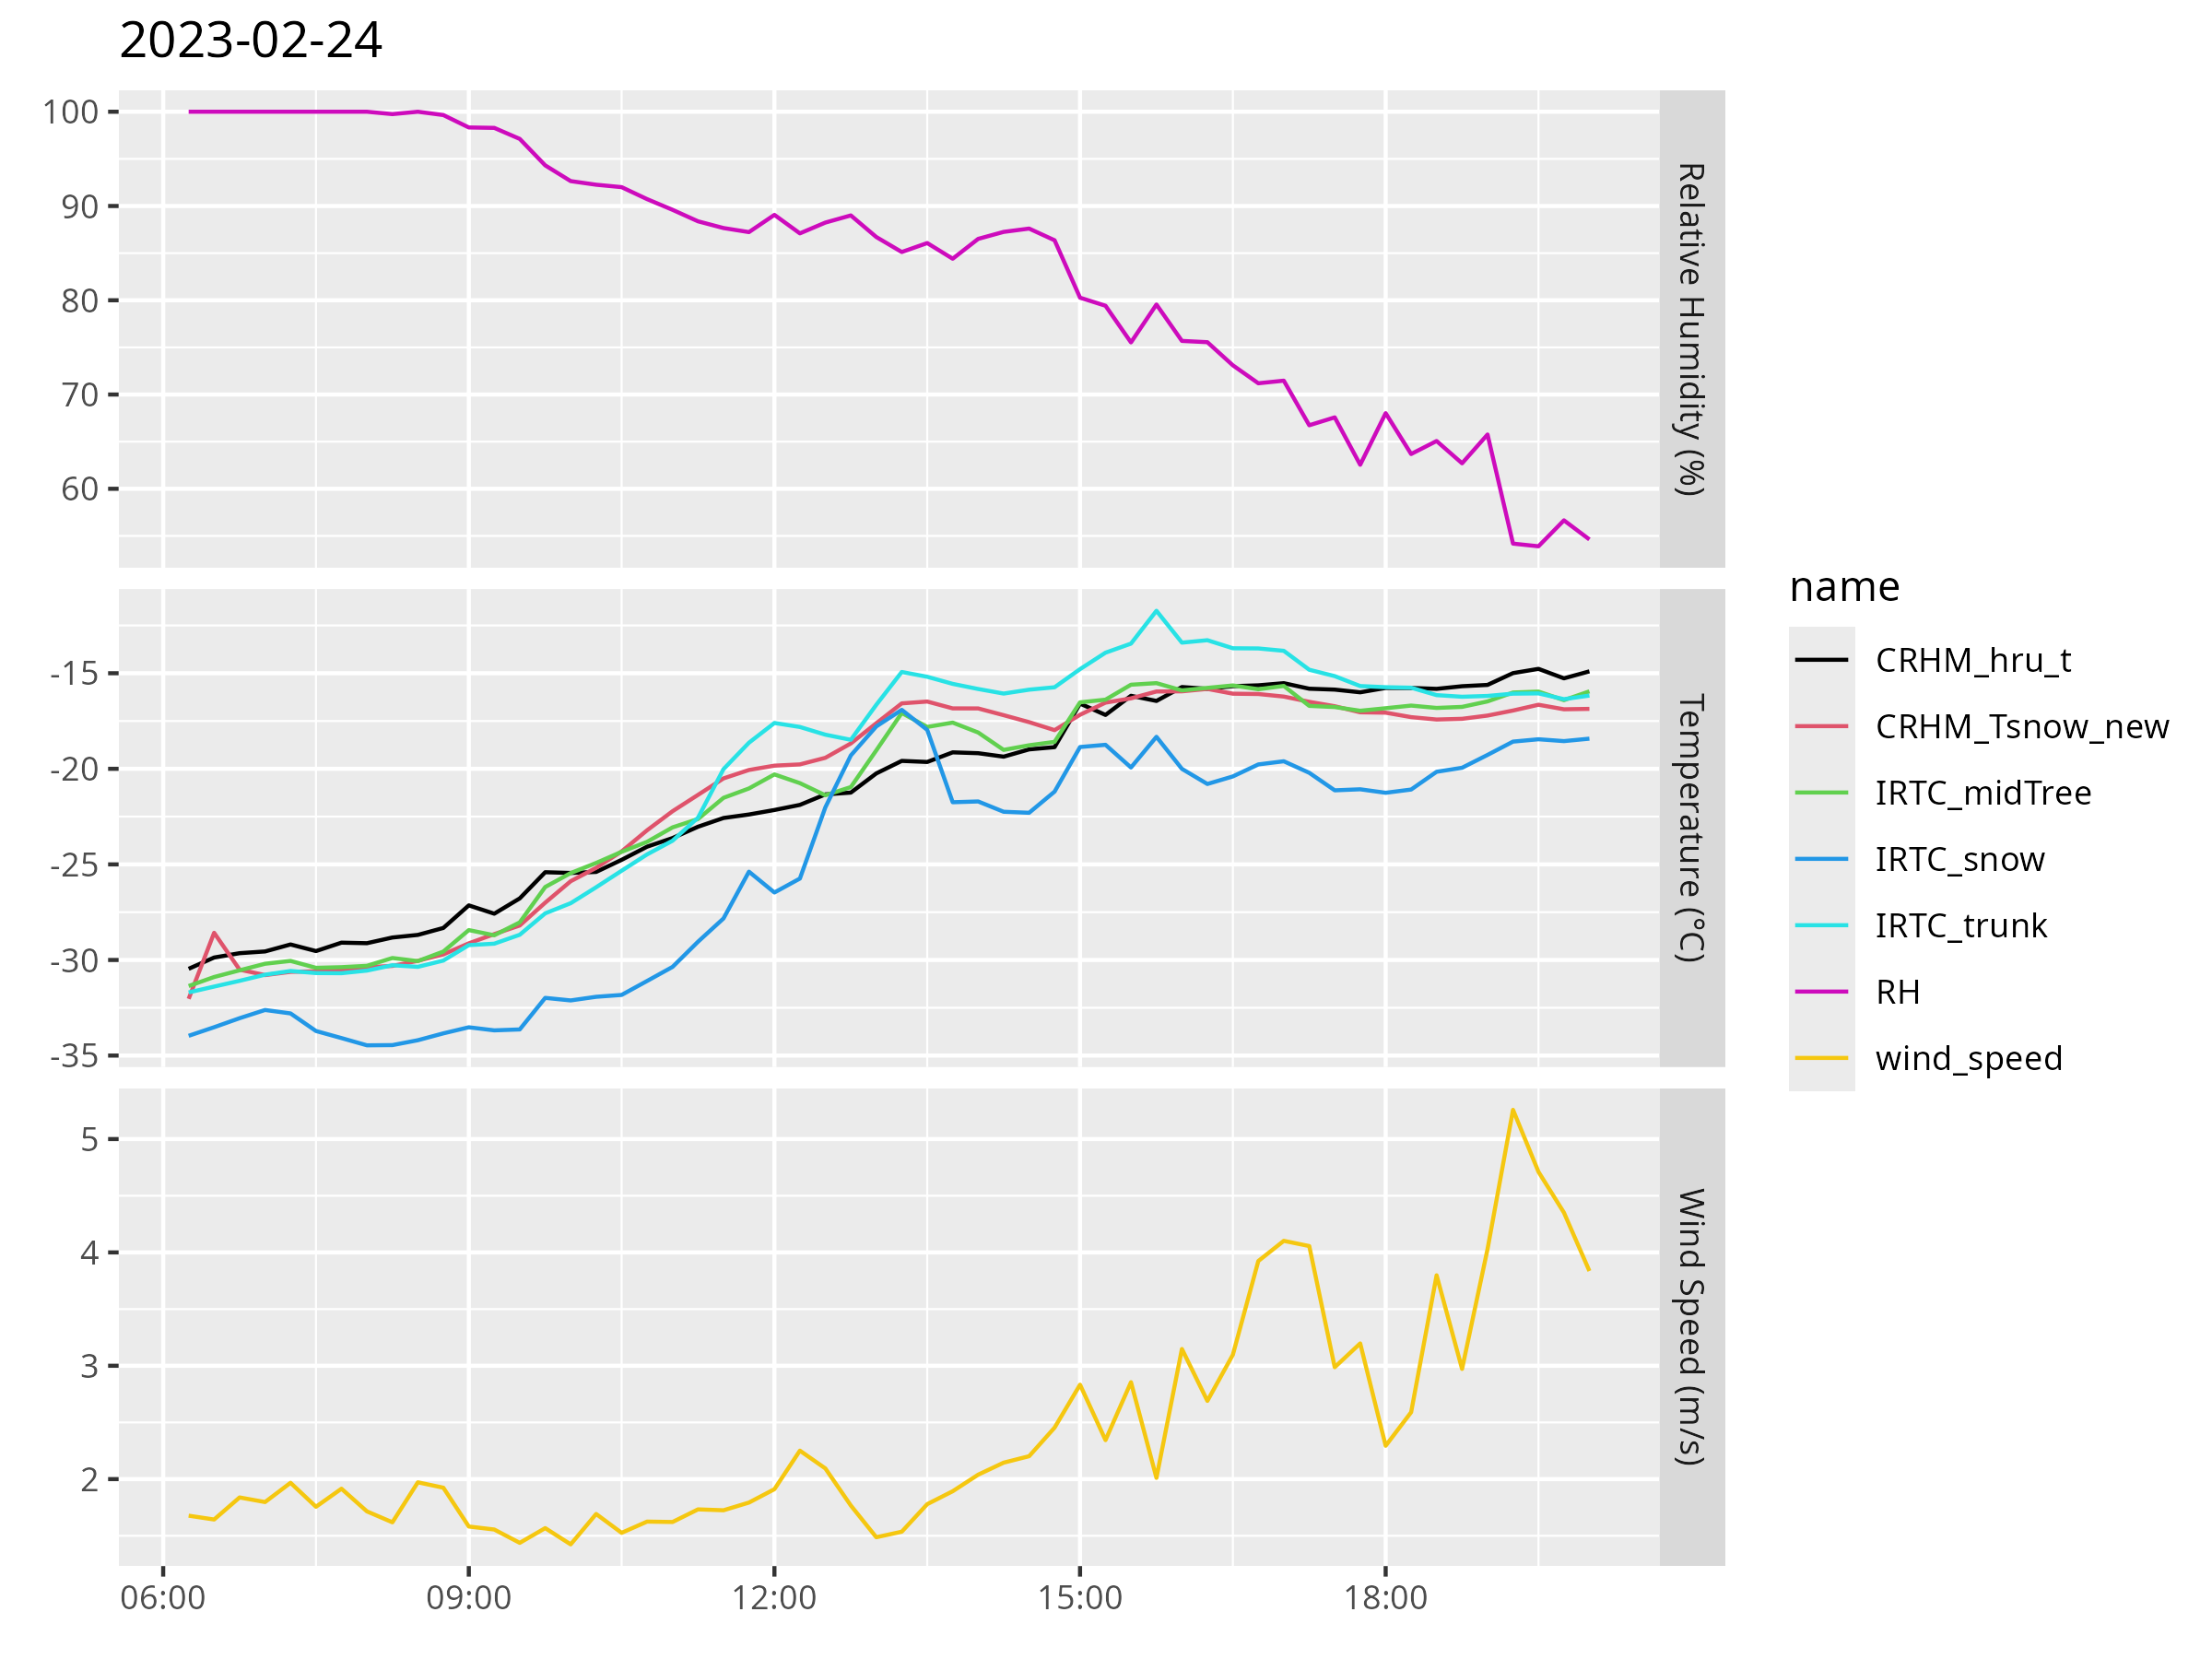 2023-02-24
100
90
80
70
60
Relative Humidity (%)
-15
-20
-25
-30
-35
Temperature (°C)
5
4
3
2
Wind Speed (m/s)
06:00 09:00 12:00 15:00 18:00
name
CRHM_hru_t
CRHM_Tsnow_new
IRTC_midTree
IRTC_snow
IRTC_trunk
RH
wind_speed